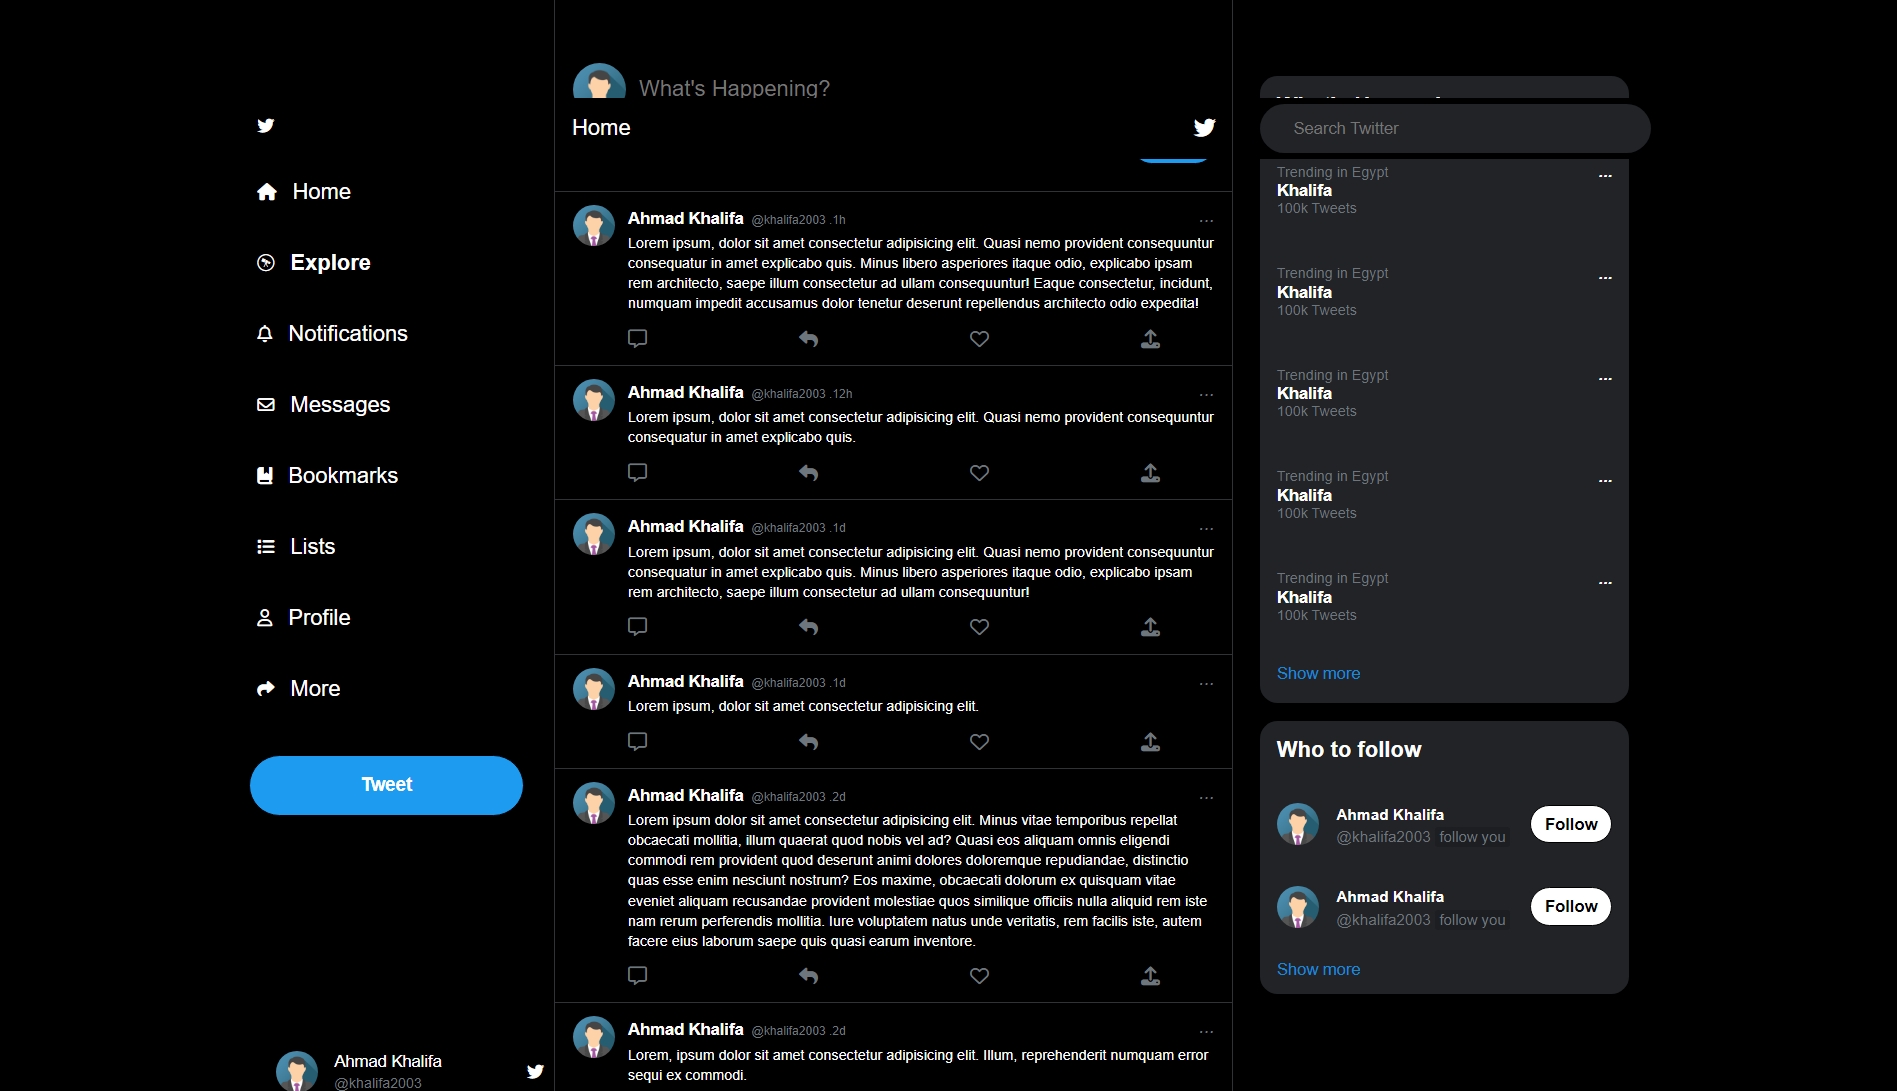 Home
Explore
Notifications
Messages
Bookmarks
Lists
Profile
More
Tweet
Ahmad Khalifa
@khalifa2003
What's Happening?
Home
Ahmad Khalifa @khalifa2003 .1h ...
Lorem ipsum, dolor sit amet consectetur adipisicing elit. Quasi nemo provident consequuntur
consequatur in amet explicabo quis. Minus libero asperiores itaque odio, explicabo ipsam
rem architecto, saepe illum consectetur ad ullam consequuntur! Eaque consectetur, incidunt,
numquam impedit accusamus dolor tenetur deserunt repellendus architecto odio expedita!
Ahmad Khalifa @khalifa2003 .12h ...
Lorem ipsum, dolor sit amet consectetur adipisicing elit. Quasi nemo provident consequuntur
consequatur in amet explicabo quis.
Ahmad Khalifa @khalifa2003 .1d ...
Lorem ipsum, dolor sit amet consectetur adipisicing elit. Quasi nemo provident consequuntur
consequatur in amet explicabo quis. Minus libero asperiores itaque odio, explicabo ipsam
rem architecto, saepe illum consectetur ad ullam consequuntur!
Ahmad Khalifa @khalifa2003 .1d ...
Lorem ipsum, dolor sit amet consectetur adipisicing elit.
Ahmad Khalifa @khalifa2003 .2d ...
Lorem ipsum dolor sit amet consectetur adipisicing elit. Minus vitae temporibus repellat
obcaecati mollitia, illum quaerat quod nobis vel ad? Quasi eos aliquam omnis eligendi
commodi rem provident quod deserunt animi dolores doloremque repudiandae, distinctio
quas esse enim nesciunt nostrum? Eos maxime, obcaecati dolorum ex quisquam vitae
eveniet aliquam recusandae provident molestiae quos similique officiis nulla aliquid rem iste
nam rerum perferendis mollitia. Iure voluptatem natus unde veritatis, rem facilis iste, autem
facere eius laborum saepe quis quasi earum inventore.
Ahmad Khalifa @khalifa2003 .2d ...
Lorem, ipsum dolor sit amet consectetur adipisicing elit. Illum, reprehenderit numquam error
sequi ex commodi.
Search Twitter
Trending in Egypt ...
Khalifa
100k Tweets
Trending in Egypt ...
Khalifa
100k Tweets
Trending in Egypt ...
Khalifa
100k Tweets
Trending in Egypt ...
Khalifa
100k Tweets
Trending in Egypt ...
Khalifa
100k Tweets
Show more
Who to follow
Ahmad Khalifa
@khalifa2003 follow you
Follow
Ahmad Khalifa
@khalifa2003 follow you
Follow
Show more